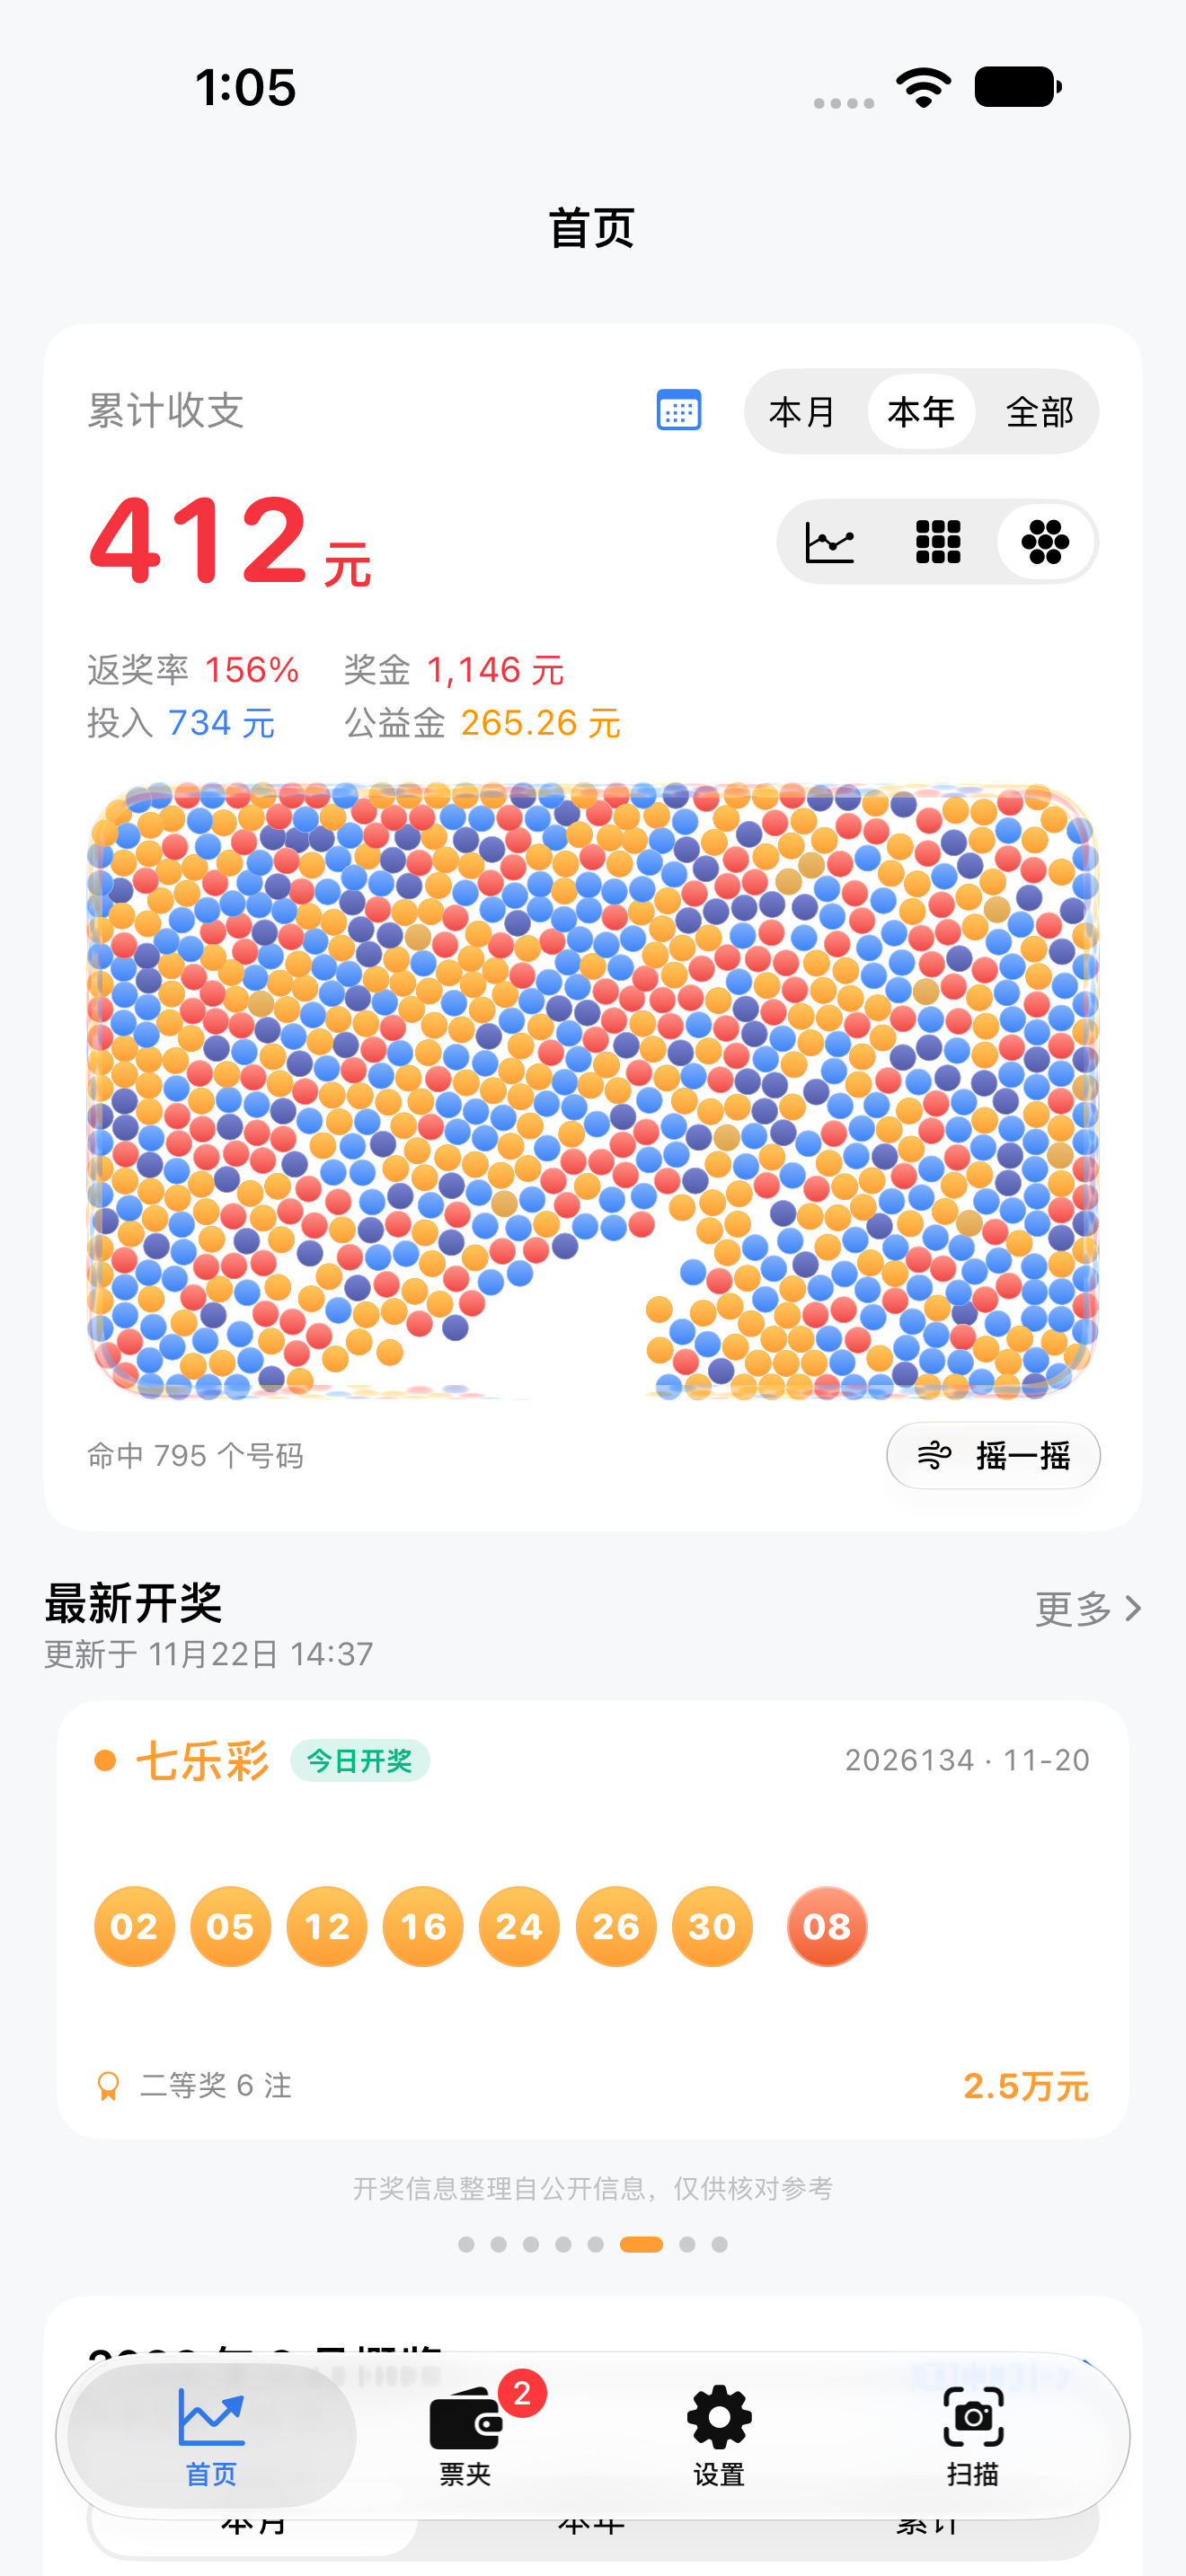 1:05
首页
累计收支
本月 本年 全部
412 元
返奖率 156% 奖金 1,146 元
投入 734 元 公益金 265.26 元
命中 795 个号码
摇一摇
最新开奖
更多
更新于 11月22日 14:37
七乐彩 今日开奖 2026134 · 11-20
02 05 12 16 24 26 30 08
二等奖 6 注 2.5万元
开奖信息整理自公开信息，仅供核对参考
2
首页 票夹 设置 扫描
本月 本年 累计